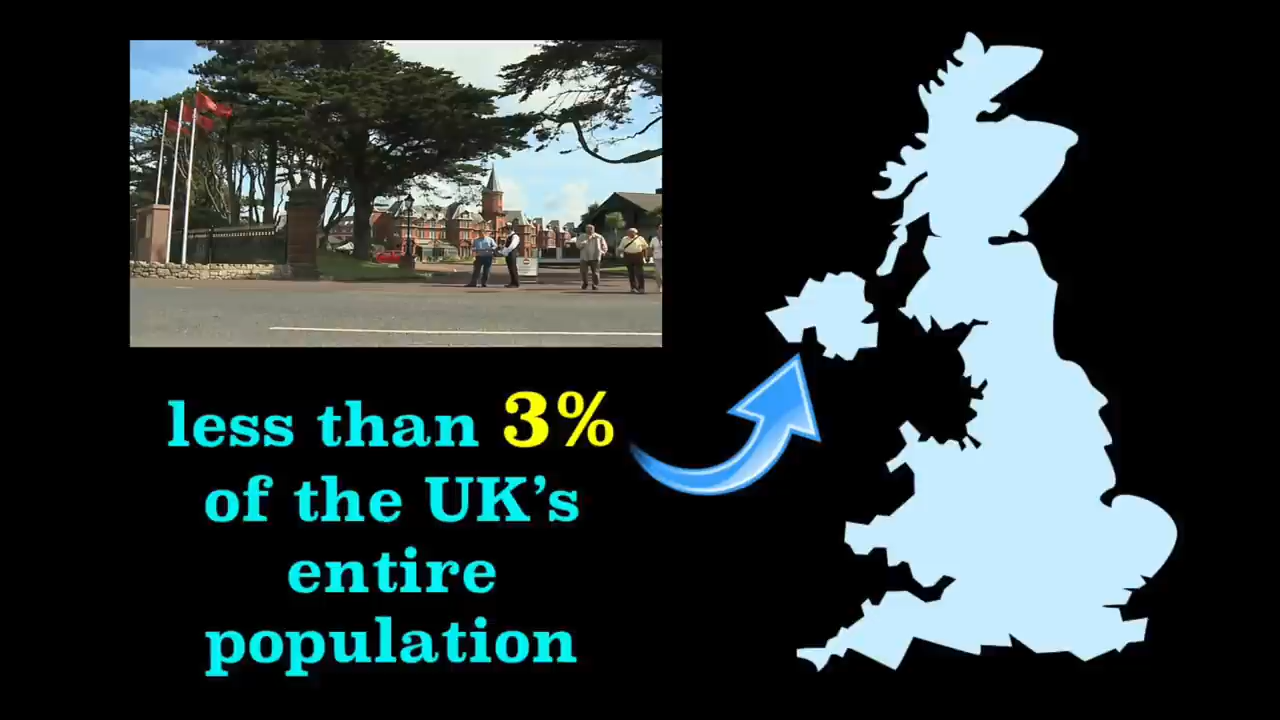 less than 3%
of the UK's
entire
population